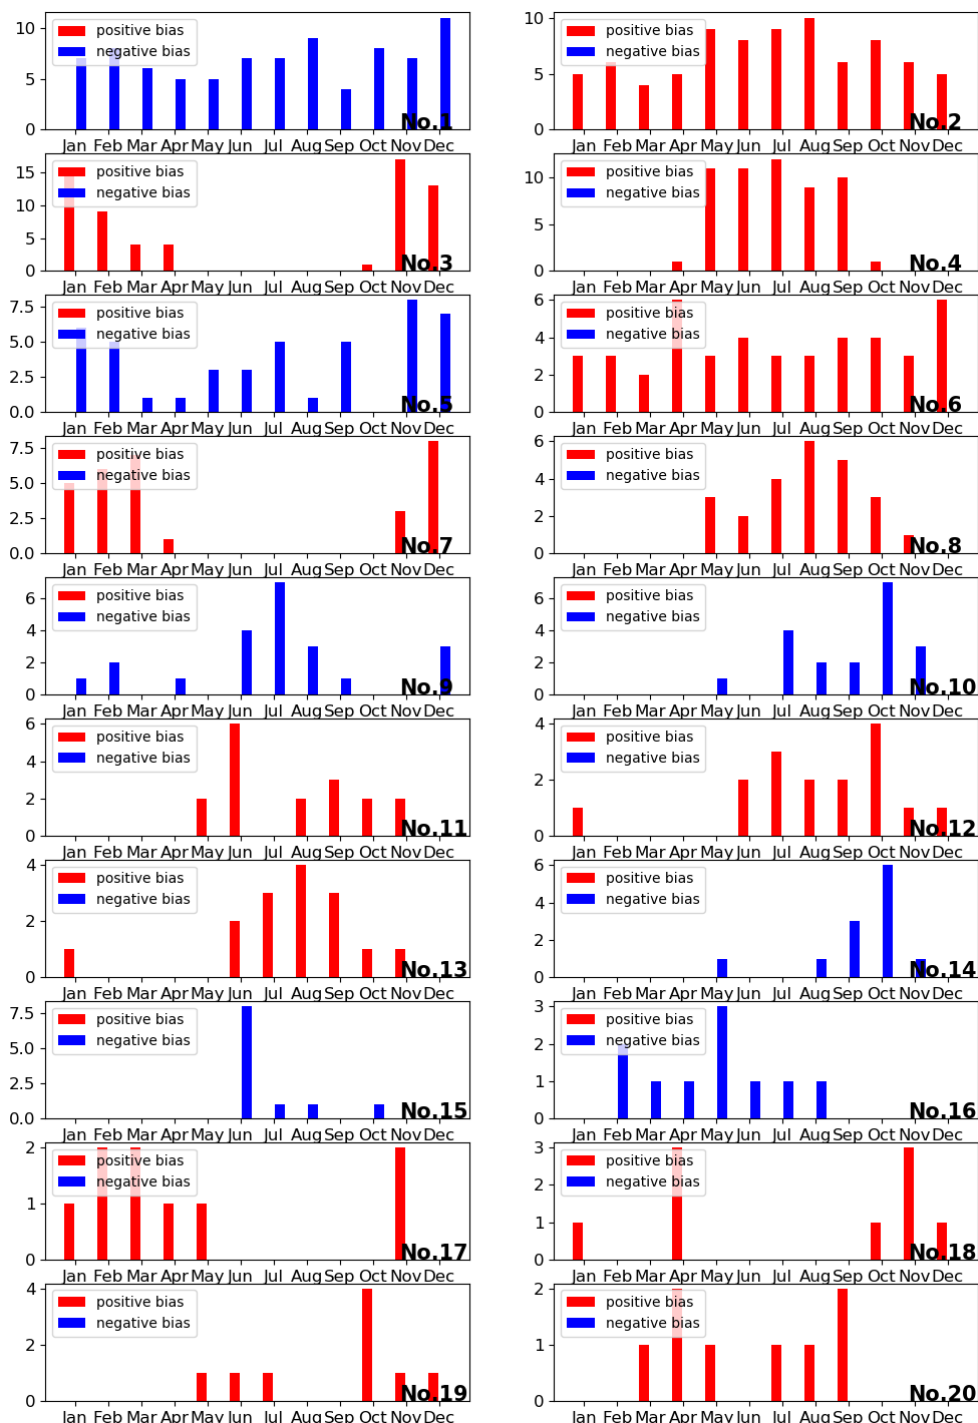 10
5
0
positive bias
negative bias
No.1
Jan Feb Mar Apr May Jun Jul Aug Sep Oct Nov Dec
10
5
0
positive bias
negative bias
No.2
Jan Feb Mar Apr May Jun Jul Aug Sep Oct Nov Dec
15
10
5
0
positive bias
negative bias
No.3
Jan Feb Mar Apr May Jun Jul Aug Sep Oct Nov Dec
10
5
0
positive bias
negative bias
No.4
Jan Feb Mar Apr May Jun Jul Aug Sep Oct Nov Dec
7.5
5.0
2.5
0.0
positive bias
negative bias
No.5
Jan Feb Mar Apr May Jun Jul Aug Sep Oct Nov Dec
6
4
2
0
positive bias
negative bias
No.6
Jan Feb Mar Apr May Jun Jul Aug Sep Oct Nov Dec
7.5
5.0
2.5
0.0
positive bias
negative bias
No.7
Jan Feb Mar Apr May Jun Jul Aug Sep Oct Nov Dec
6
4
2
0
positive bias
negative bias
No.8
Jan Feb Mar Apr May Jun Jul Aug Sep Oct Nov Dec
6
4
2
0
positive bias
negative bias
No.9
Jan Feb Mar Apr May Jun Jul Aug Sep Oct Nov Dec
6
4
2
0
positive bias
negative bias
No.10
Jan Feb Mar Apr May Jun Jul Aug Sep Oct Nov Dec
6
4
2
0
positive bias
negative bias
No.11
Jan Feb Mar Apr May Jun Jul Aug Sep Oct Nov Dec
4
2
0
positive bias
negative bias
No.12
Jan Feb Mar Apr May Jun Jul Aug Sep Oct Nov Dec
4
2
0
positive bias
negative bias
No.13
Jan Feb Mar Apr May Jun Jul Aug Sep Oct Nov Dec
6
4
2
0
positive bias
negative bias
No.14
Jan Feb Mar Apr May Jun Jul Aug Sep Oct Nov Dec
7.5
5.0
2.5
0.0
positive bias
negative bias
No.15
Jan Feb Mar Apr May Jun Jul Aug Sep Oct Nov Dec
3
2
1
0
positive bias
negative bias
No.16
Jan Feb Mar Apr May Jun Jul Aug Sep Oct Nov Dec
2
1
0
positive bias
negative bias
No.17
Jan Feb Mar Apr May Jun Jul Aug Sep Oct Nov Dec
3
2
1
0
positive bias
negative bias
No.18
Jan Feb Mar Apr May Jun Jul Aug Sep Oct Nov Dec
4
2
0
positive bias
negative bias
No.19
Jan Feb Mar Apr May Jun Jul Aug Sep Oct Nov Dec
2
1
0
positive bias
negative bias
No.20
Jan Feb Mar Apr May Jun Jul Aug Sep Oct Nov Dec